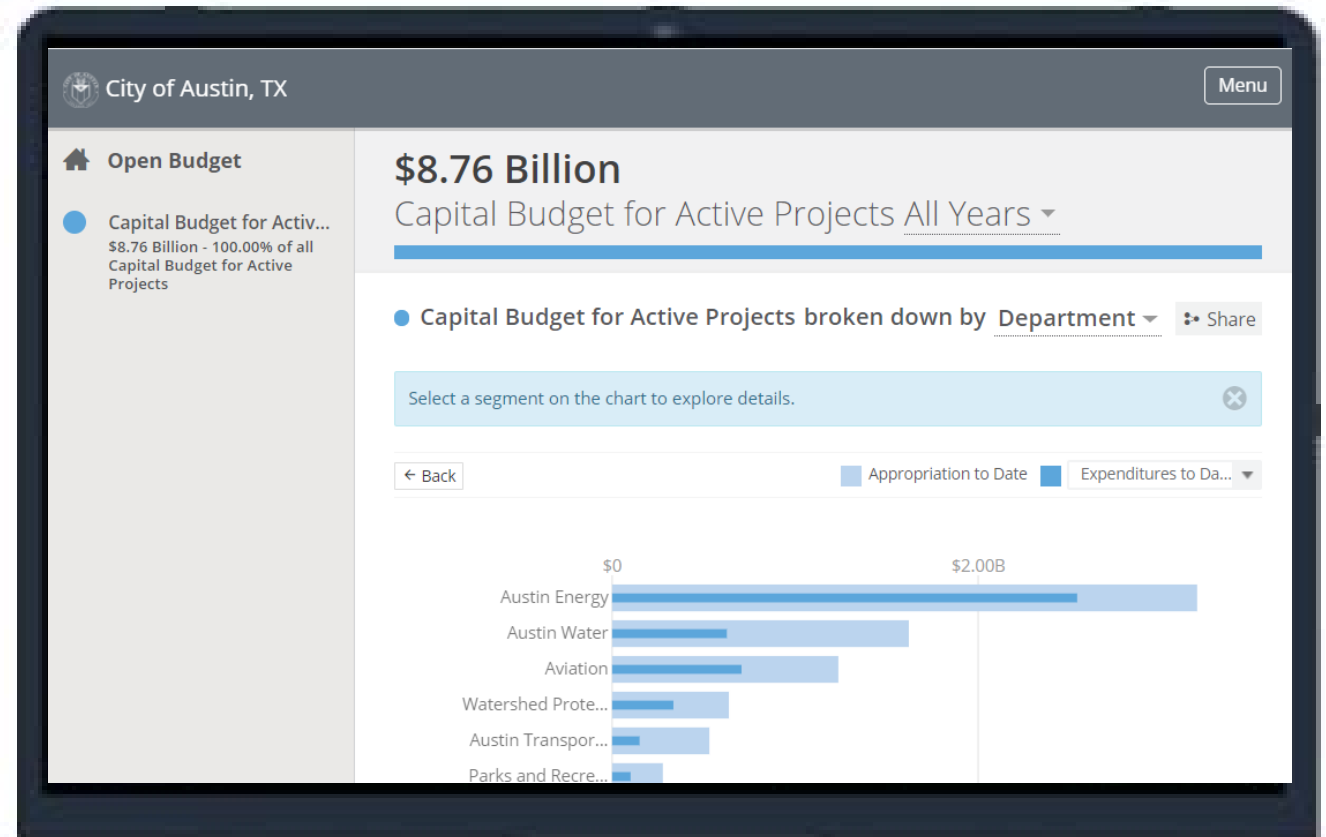 City of Austin, TX
Menu
Open Budget
Capital Budget for Activ...
$8.76 Billion - 100.00% of all
Capital Budget for Active
Projects
$8.76 Billion
Capital Budget for Active Projects All Years
Capital Budget for Active Projects broken down by Department
Share
Select a segment on the chart to explore details.
← Back
Appropriation to Date
Expenditures to Da...
$0
$2.00B
Austin Energy
Austin Water
Aviation
Watershed Prote...
Austin Transpor...
Parks and Recre...